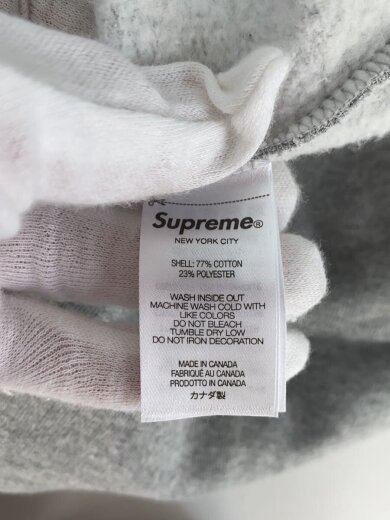 Supreme®
NEW YORK CITY
SHELL: 77% COTTON
23% POLYESTER
WASH INSIDE OUT
MACHINE WASH COLD WITH
LIKE COLORS
DO NOT BLEACH
TUMBLE DRY LOW
DO NOT IRON DECORATION
MADE IN CANADA
FABRIQUÉ AU CANADA
PRODOTTO IN CANADA
カナダ製